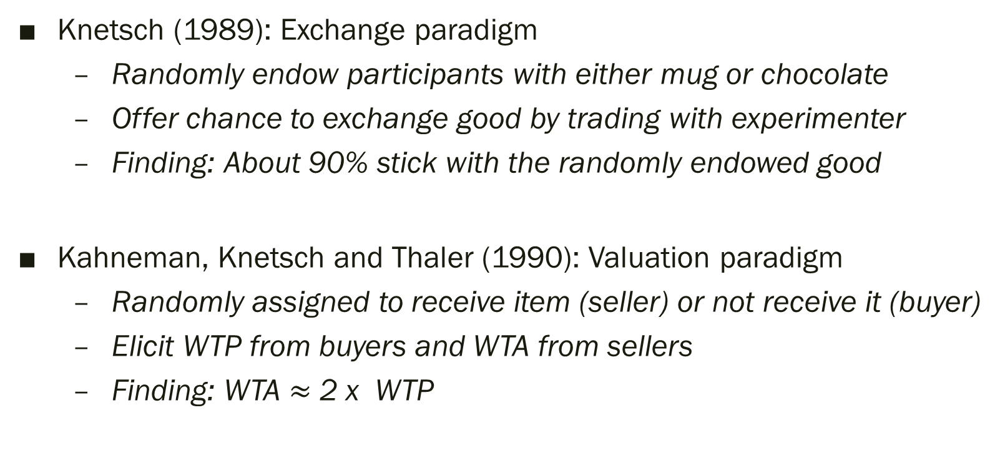 ■ Knetsch (1989): Exchange paradigm
– Randomly endow participants with either mug or chocolate
– Offer chance to exchange good by trading with experimenter
– Finding: About 90% stick with the randomly endowed good
■ Kahneman, Knetsch and Thaler (1990): Valuation paradigm
– Randomly assigned to receive item (seller) or not receive it (buyer)
– Elicit WTP from buyers and WTA from sellers
– Finding: WTA ≈ 2 x  WTP